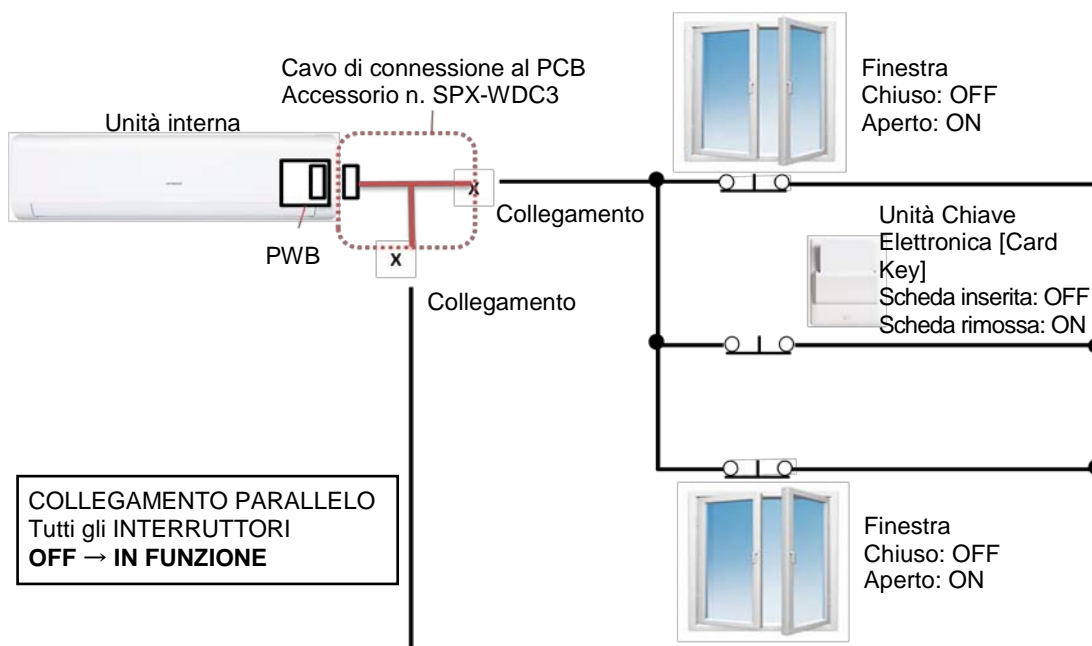 Cavo di connessione al PCB
Accessorio n. SPX-WDC3
Unità interna
PWB
X
Collegamento
X
Collegamento
Finestra
Chiuso: OFF
Aperto: ON
Unità Chiave
Elettronica [Card
Key]
Scheda inserita: OFF
Scheda rimossa: ON
COLLEGAMENTO PARALLELO
Tutti gli INTERRUTTORI
OFF → IN FUNZIONE
Finestra
Chiuso: OFF
Aperto: ON